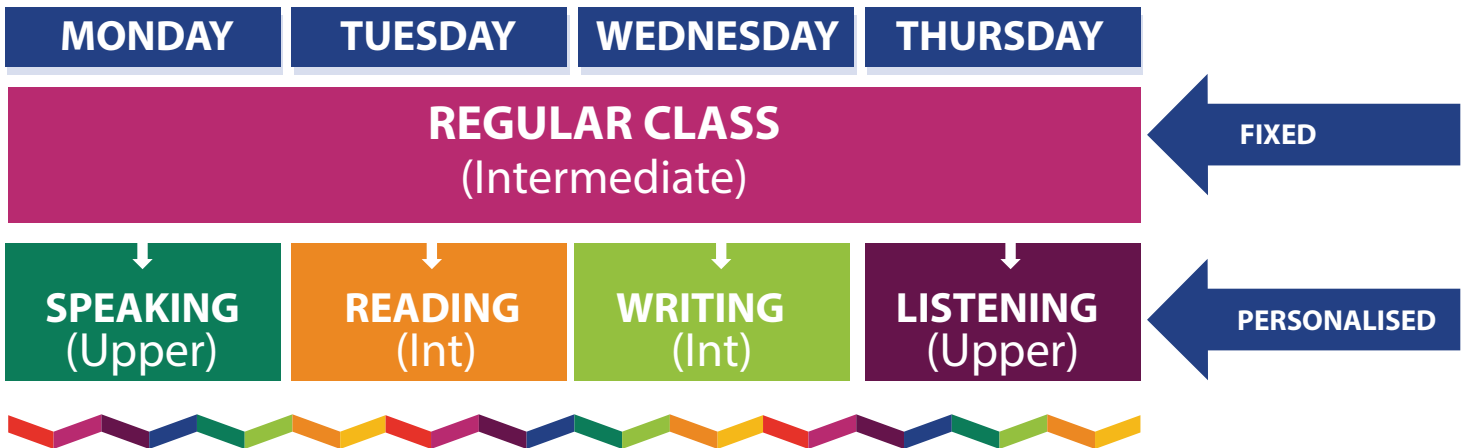 MONDAY TUESDAY WEDNESDAY THURSDAY
REGULAR CLASS
(Intermediate)
FIXED
SPEAKING
(Upper)
READING
(Int)
WRITING
(Int)
LISTENING
(Upper)
PERSONALISED